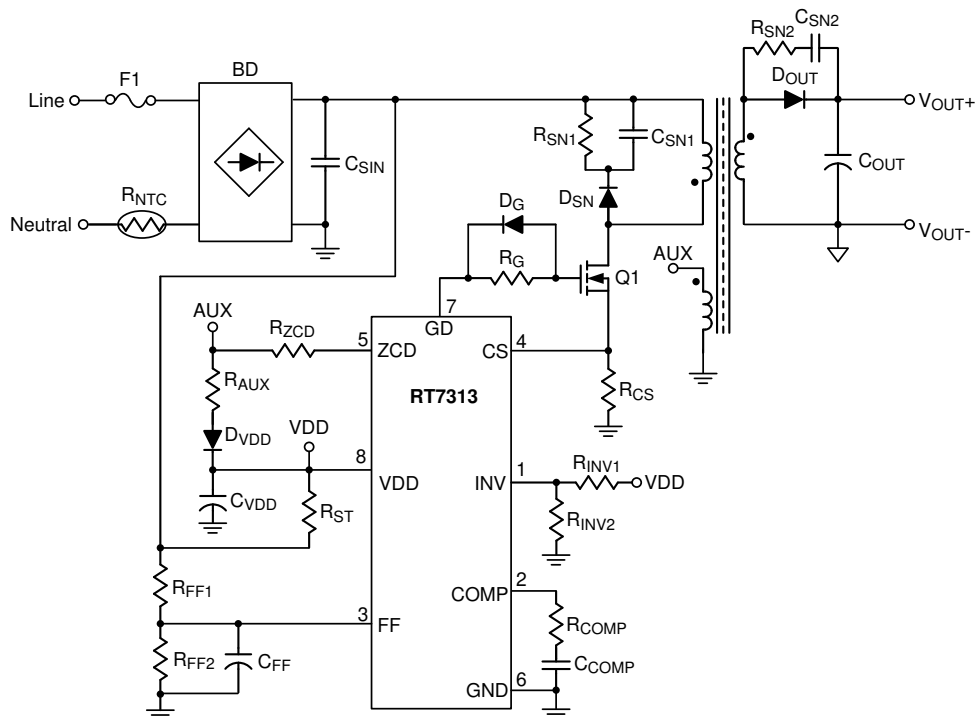 CSN2
RSN2
F1
BD
DOUT
Line
VOUT+
RSN1
CSN1
CSIN
COUT
RNTC
DSN
DG
Neutral
VOUT-
RG
AUX
Q1
7
GD
AUX
RZCD
5
ZCD
CS
4
RAUX
RT7313
RCS
DVDD
VDD
8
VDD
INV
1
RINV1
VDD
CVDD
RST
RINV2
RFF1
COMP
2
3
FF
RCOMP
RFF2
CFF
CCOMP
GND
6